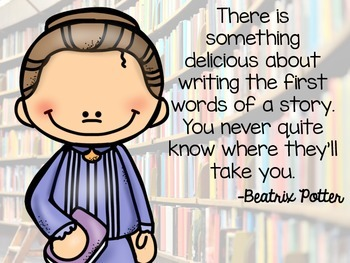 There is
something
delicious about
writing the first
words of a story.
You never quite
know where they'll
take you.
-Beatrix Potter